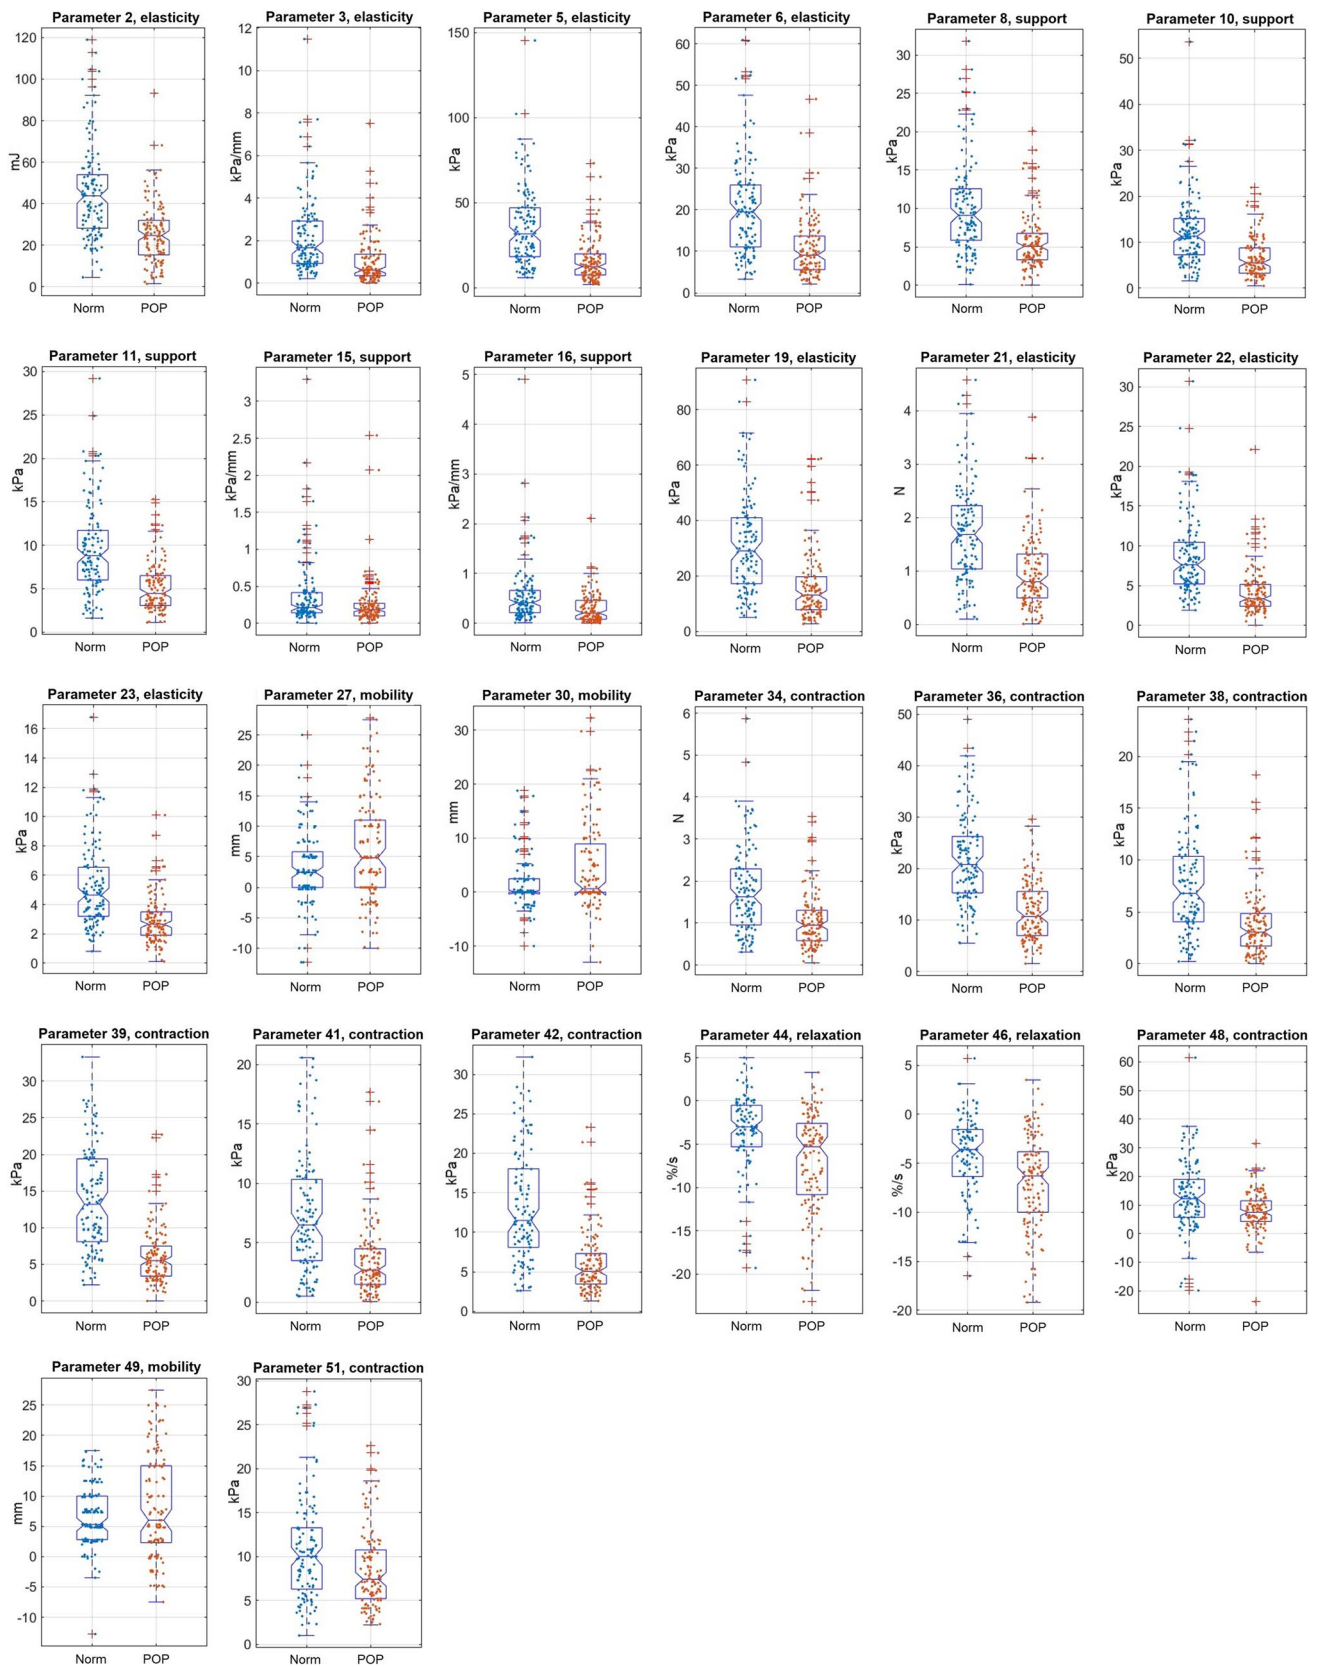 Parameter 2, elasticity
120
100
80
60
40
20
0
mJ
Norm POP
Parameter 3, elasticity
12
10
8
6
4
2
0
kPa/mm
Norm POP
Parameter 5, elasticity
150
100
50
0
kPa
Norm POP
Parameter 6, elasticity
60
50
40
30
20
10
0
kPa
Norm POP
Parameter 8, support
30
25
20
15
10
5
0
kPa
Norm POP
Parameter 10, support
50
40
30
20
10
0
kPa
Norm POP
Parameter 11, support
30
25
20
15
10
5
0
kPa
Norm POP
Parameter 15, support
3
2.5
2
1.5
1
0.5
0
kPa/mm
Norm POP
Parameter 16, support
5
4
3
2
1
0
kPa/mm
Norm POP
Parameter 19, elasticity
80
60
40
20
0
kPa
Norm POP
Parameter 21, elasticity
4
3
2
1
0
N
Norm POP
Parameter 22, elasticity
30
25
20
15
10
5
0
kPa
Norm POP
Parameter 23, elasticity
16
14
12
10
8
6
4
2
0
kPa
Norm POP
Parameter 27, mobility
25
20
15
10
5
0
-5
-10
mm
Norm POP
Parameter 30, mobility
30
20
10
0
-10
mm
Norm POP
Parameter 34, contraction
6
5
4
3
2
1
0
N
Norm POP
Parameter 36, contraction
50
40
30
20
10
0
kPa
Norm POP
Parameter 38, contraction
20
15
10
5
0
kPa
Norm POP
Parameter 39, contraction
30
25
20
15
10
5
0
kPa
Norm POP
Parameter 41, contraction
20
15
10
5
0
kPa
Norm POP
Parameter 42, contraction
30
25
20
15
10
5
0
kPa
Norm POP
Parameter 44, relaxation
5
0
-5
-10
-15
-20
%/s
Norm POP
Parameter 46, relaxation
5
0
-5
-10
-15
-20
%/s
Norm POP
Parameter 48, contraction
60
50
40
30
20
10
0
-10
-20
kPa
Norm POP
Parameter 49, mobility
25
20
15
10
5
0
-5
-10
mm
Norm POP
Parameter 51, contraction
30
25
20
15
10
5
0
kPa
Norm POP